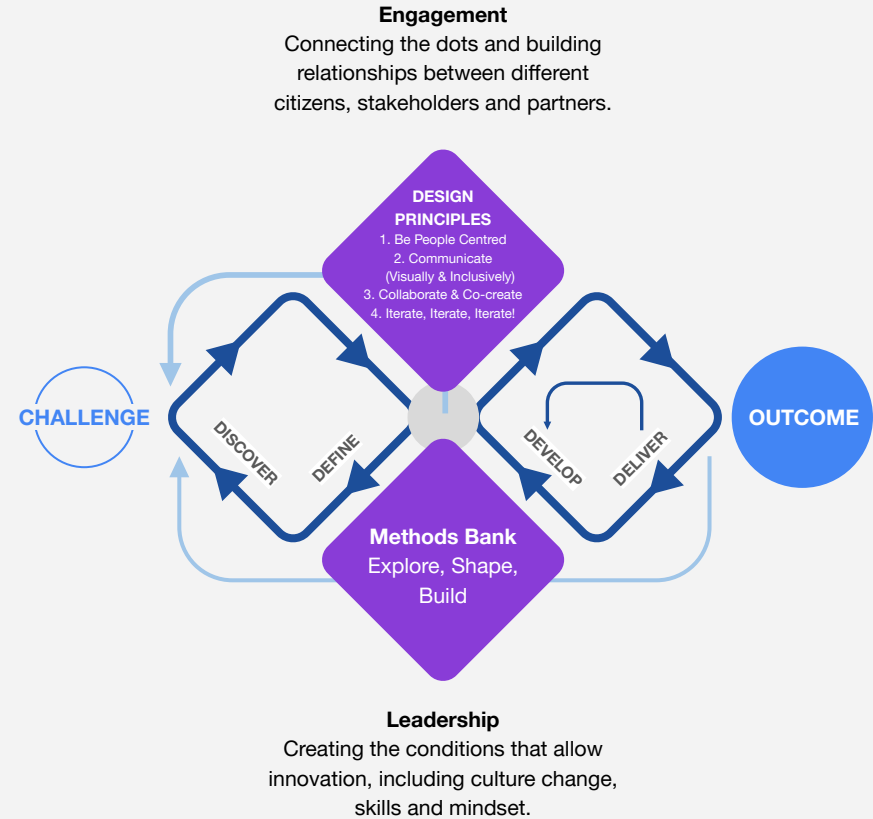 Engagement
Connecting the dots and building
relationships between different
citizens, stakeholders and partners.
DESIGN
PRINCIPLES
1. Be People Centred
2. Communicate
(Visually & Inclusively)
3. Collaborate & Co-create
4. Iterate, Iterate, Iterate!
CHALLENGE
DISCOVER
DEFINE
DEVELOP
DELIVER
OUTCOME
Methods Bank
Explore, Shape,
Build
Leadership
Creating the conditions that allow
innovation, including culture change,
skills and mindset.